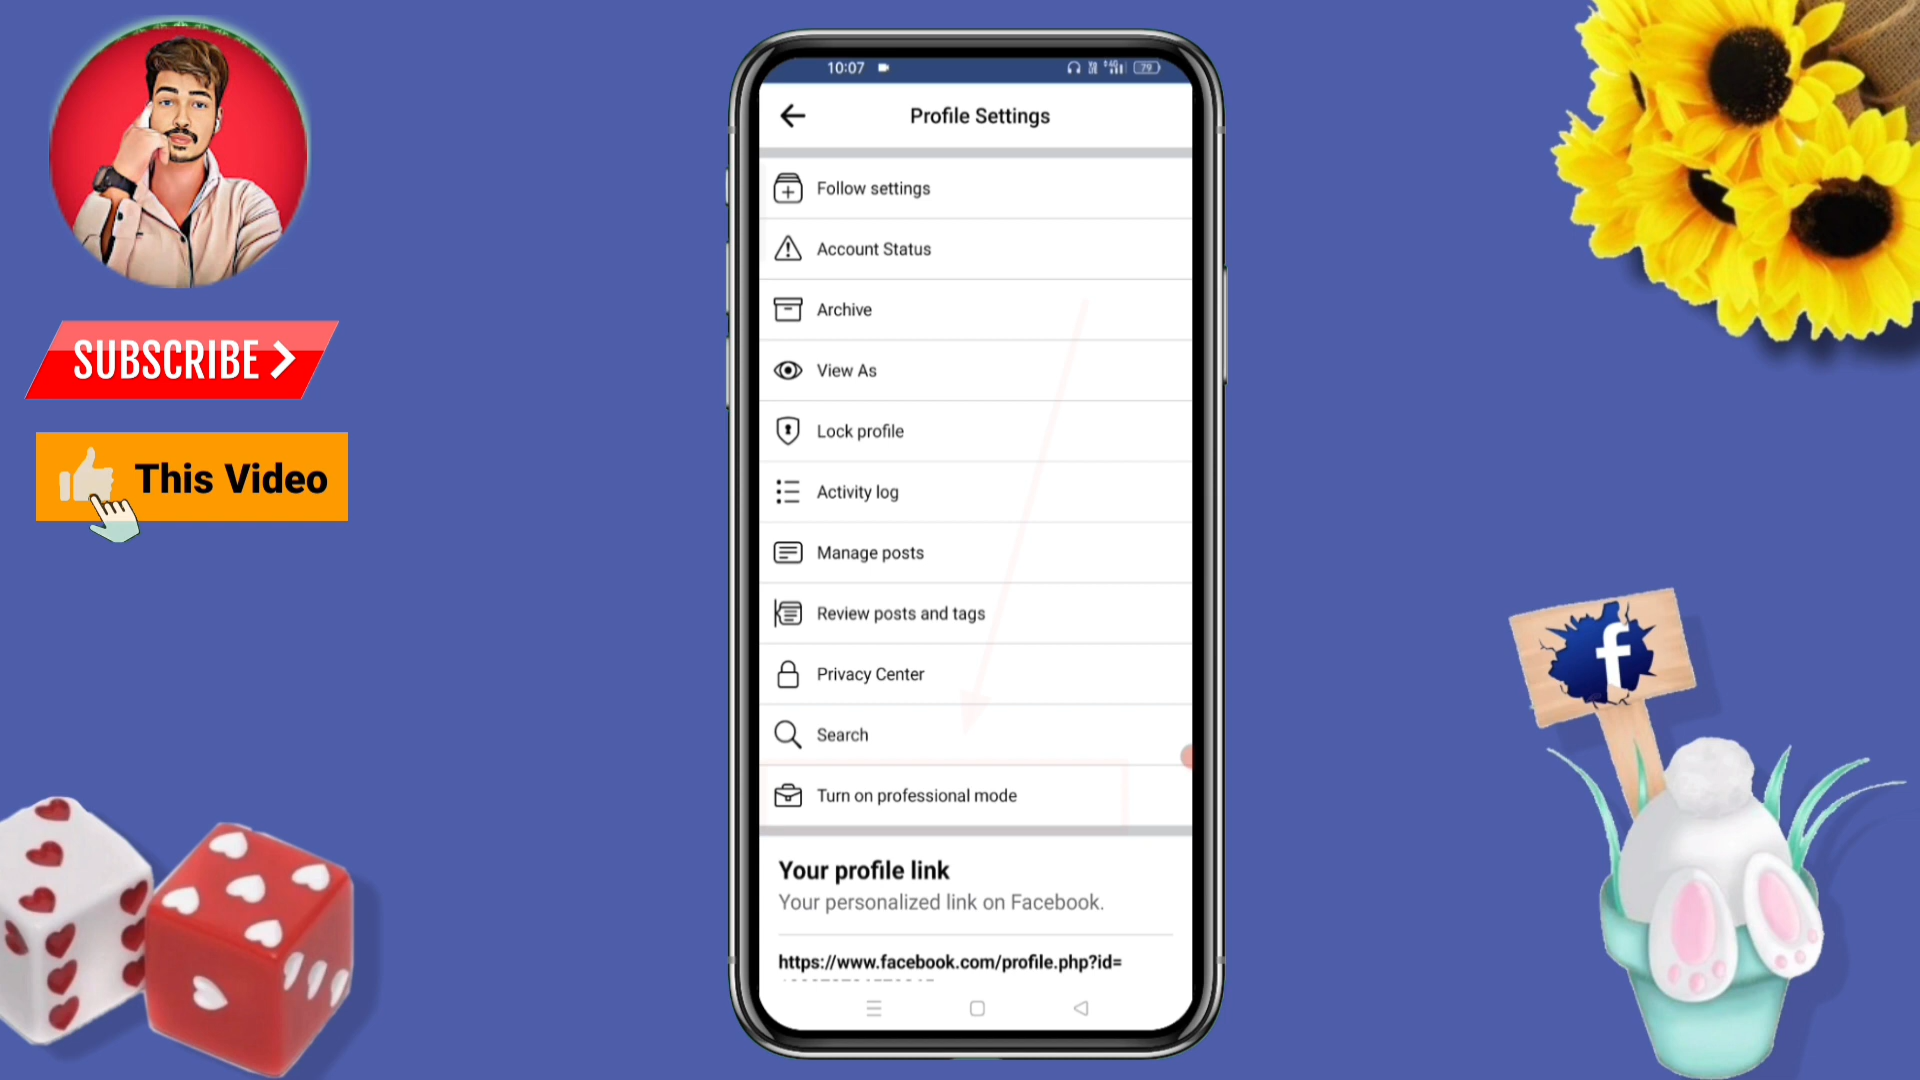 SUBSCRIBE
This Video
10:07
79
Profile Settings
Follow settings
Account Status
Archive
View As
Lock profile
Activity log
Manage posts
Review posts and tags
Privacy Center
Search
Turn on professional mode
Your profile link
Your personalized link on Facebook.
https://www.facebook.com/profile.php?id=
f